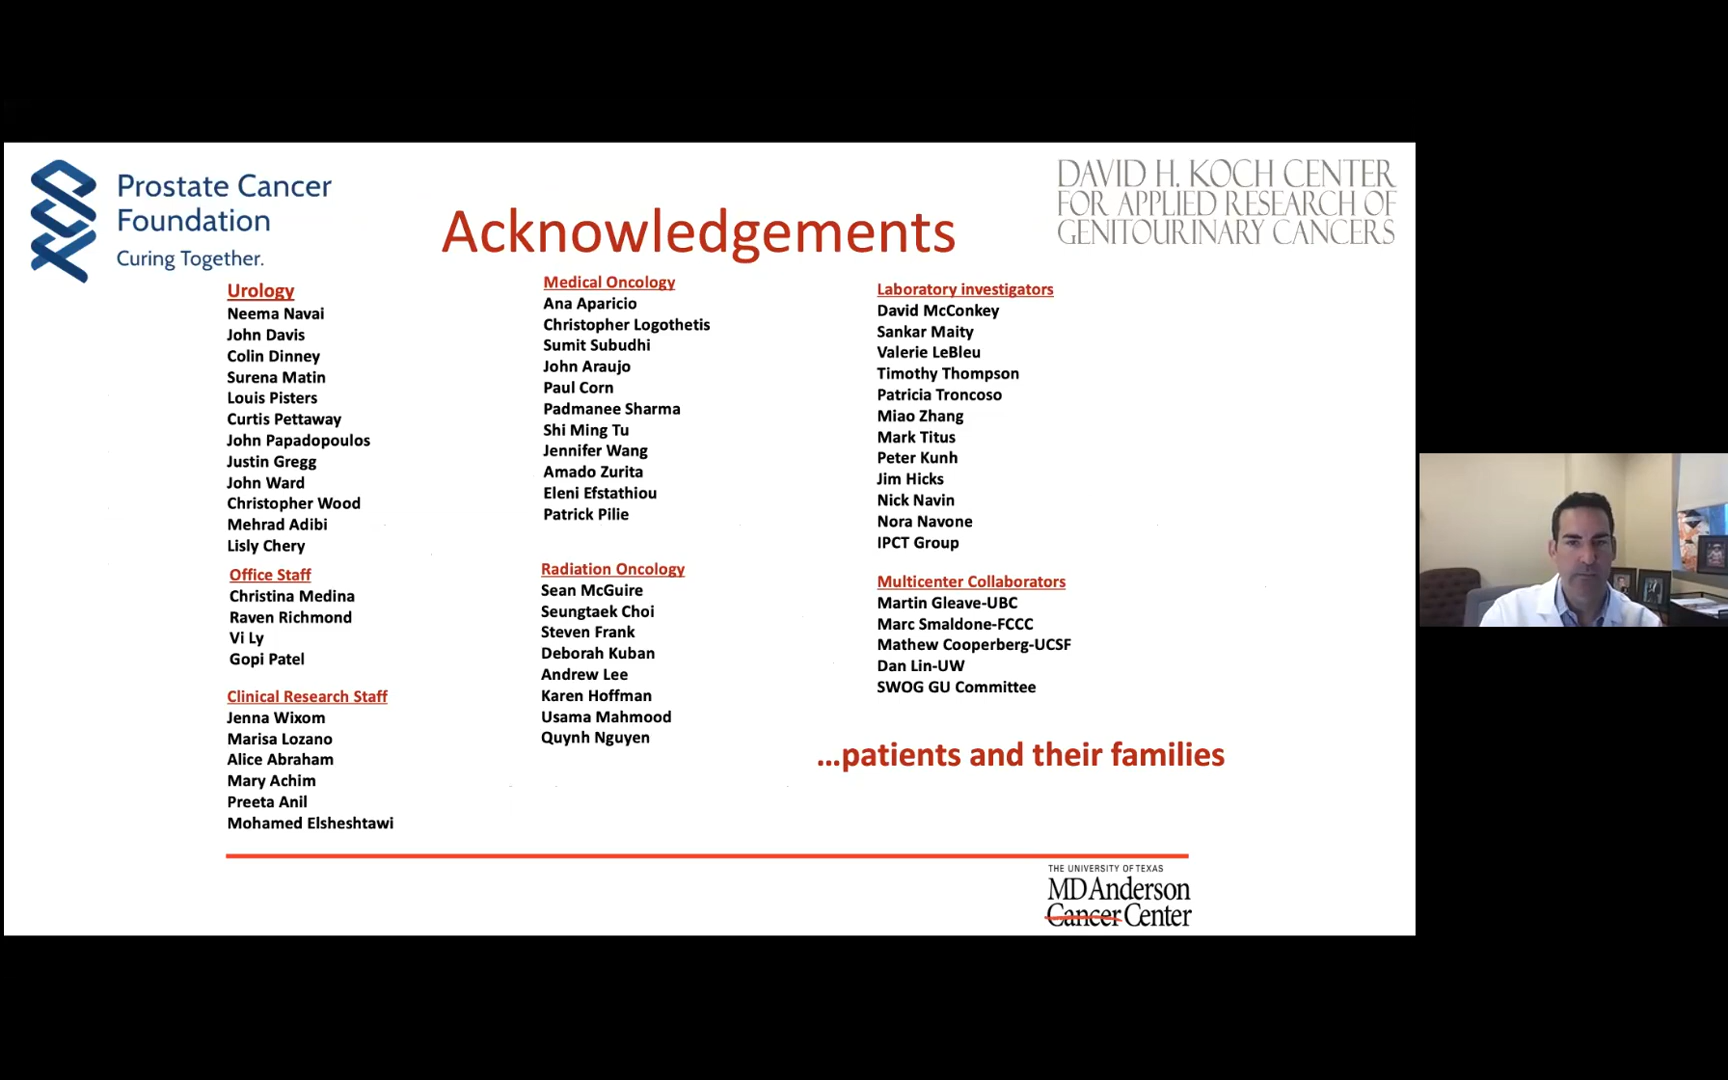 Prostate Cancer
Foundation
Curing Together.
Acknowledgements
DAVID H. KOCH CENTER
FOR APPLIED RESEARCH OF
GENITOURINARY CANCERS
Urology
Neema Navai
John Davis
Colin Dinney
Surena Matin
Louis Pisters
Curtis Pettaway
John Papadopoulos
Justin Gregg
John Ward
Christopher Wood
Mehrad Adibi
Lisly Chery
Office Staff
Christina Medina
Raven Richmond
Vi Ly
Gopi Patel
Clinical Research Staff
Jenna Wixom
Marisa Lozano
Alice Abraham
Mary Achim
Preeta Anil
Mohamed Elsheshtawi
Medical Oncology
Ana Aparicio
Christopher Logothetis
Sumit Subudhi
John Araujo
Paul Corn
Padmanee Sharma
Shi Ming Tu
Jennifer Wang
Amado Zurita
Eleni Efstathiou
Patrick Pilie
Radiation Oncology
Sean McGuire
Seungtaek Choi
Steven Frank
Deborah Kuban
Andrew Lee
Karen Hoffman
Usama Mahmood
Quynh Nguyen
Laboratory investigators
David McConkey
Sankar Maity
Valerie LeBleu
Timothy Thompson
Patricia Troncoso
Miao Zhang
Mark Titus
Peter Kunh
Jim Hicks
Nick Navin
Nora Navone
IPCT Group
Multicenter Collaborators
Martin Gleave-UBC
Marc Smaldone-FCCC
Mathew Cooperberg-UCSF
Dan Lin-UW
SWOG GU Committee
...patients and their families
THE UNIVERSITY OF TEXAS
MD Anderson
Cancer Center